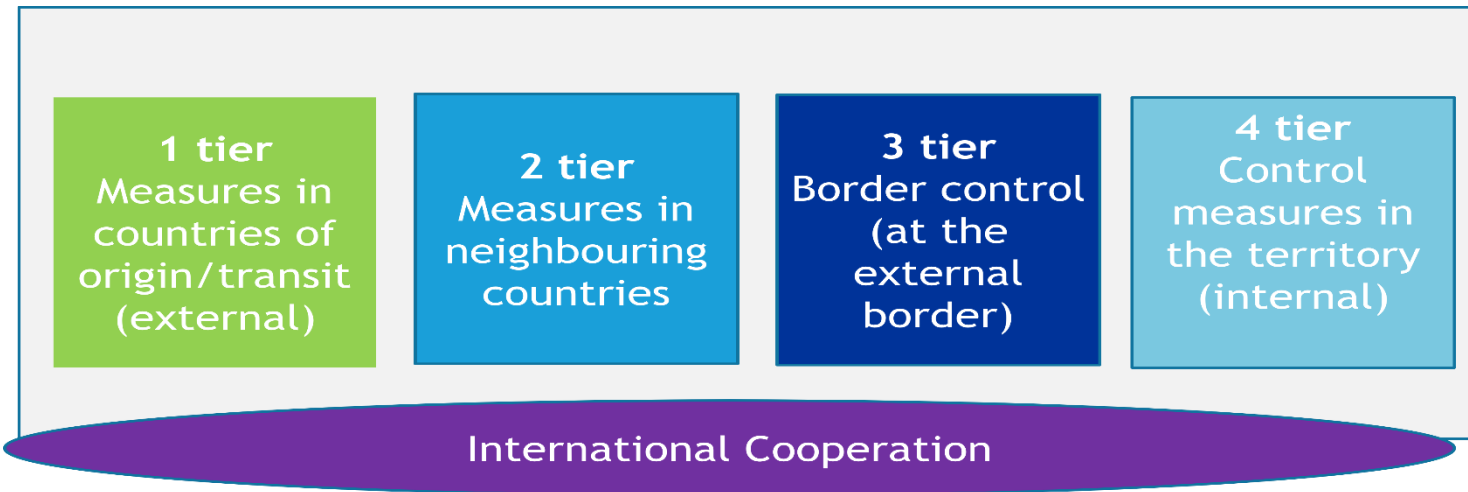 1 tier
Measures in
countries of
origin/transit
(external)
2 tier
Measures in
neighbouring
countries
3 tier
Border control
(at the
external
border)
4 tier
Control
measures in
the territory
(internal)
International Cooperation